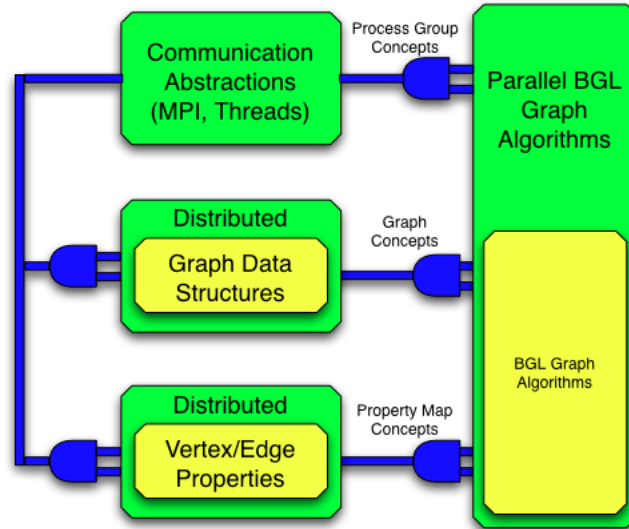 Communication
Abstractions
(MPI, Threads)
Process Group
Concepts
Parallel BGL
Graph
Algorithms
Distributed
Graph Data
Structures
Graph
Concepts
BGL Graph
Algorithms
Distributed
Vertex/Edge
Properties
Property Map
Concepts